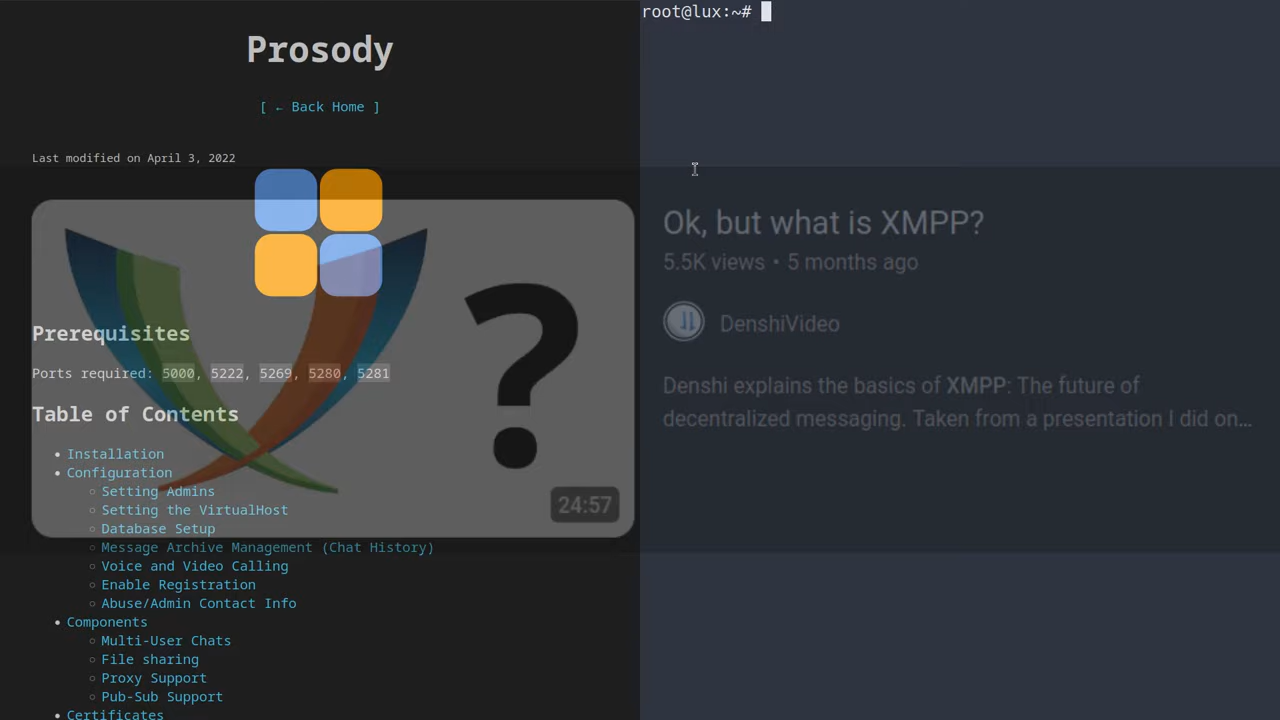 Prosody
[ ← Back Home ]
Last modified on April 3, 2022
Prerequisites
Ports required: 5000, 5222, 5269, 5280, 5281
Table of Contents
• Installation
• Configuration
○ Setting Admins
○ Setting the VirtualHost
○ Database Setup
○ Message Archive Management (Chat History)
○ Voice and Video Calling
○ Enable Registration
○ Abuse/Admin Contact Info
• Components
○ Multi-User Chats
○ File sharing
○ Proxy Support
○ Pub-Sub Support
• Certificates
?
24:57
root@lux:~#
Ok, but what is XMPP?
5.5K views • 5 months ago
DenshiVideo
Denshi explains the basics of XMPP: The future of
decentralized messaging. Taken from a presentation I did on...